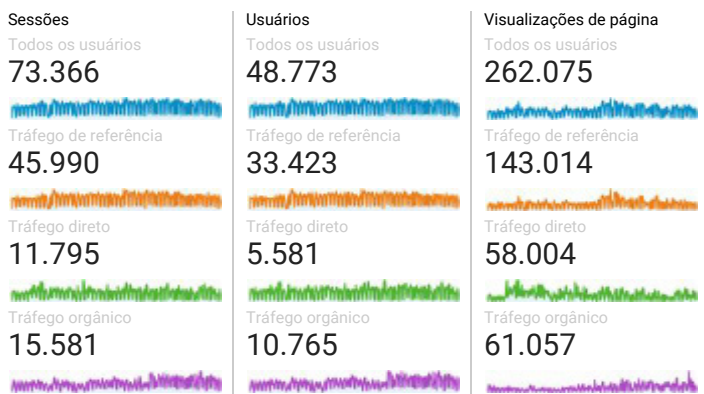 Sessões
Todos os usuários
73.366
Tráfego de referência
45.990
Tráfego direto
11.795
Tráfego orgânico
15.581
Usuários
Todos os usuários
48.773
Tráfego de referência
33.423
Tráfego direto
5.581
Tráfego orgânico
10.765
Visualizações de página
Todos os usuários
262.075
Tráfego de referência
143.014
Tráfego direto
58.004
Tráfego orgânico
61.057